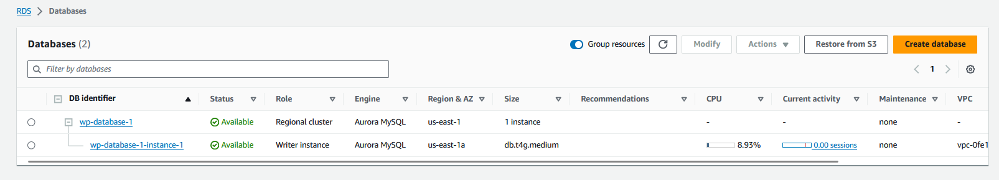 RDS > Databases
Databases (2)
Group resources
Modify
Actions
Restore from S3
Create database
Filter by databases
1
DB identifier Status Role Engine Region & AZ Size Recommendations CPU Current activity Maintenance VPC
wp-database-1 Available Regional cluster Aurora MySQL us-east-1 1 instance - - none -
wp-database-1-instance-1 Available Writer instance Aurora MySQL us-east-1a db.t4g.medium 8.93% 0.00 sessions none vpc-0fe1